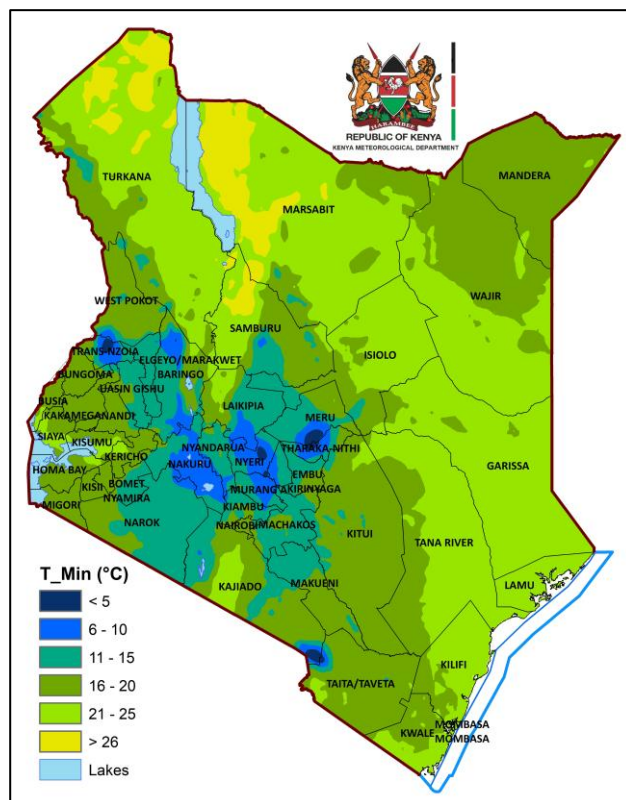 HARAMBEE
REPUBLIC OF KENYA
KENYA METEOROLOGICAL DEPARTMENT
MANDERA
TURKANA
MARSABIT
WAJIR
WEST POKOT
SAMBURU
TRANS-NZOIA
ISIOLO
ELGEYO/MARAKWET
BUNGOMA
BARINGO
UASIN GISHU
BUSIA
LAIKIPIA
MERU
KAKAMEGA
NANDI
SIAYA
KISUMU
NYANDARUA
THARAKA-NITHI
KERICHO
NAKURU
NYERI
GARISSA
HOMA BAY
EMBU
BOMET
KISII
MURANG'A
KIRINYAGA
NYAMIRA
MIGORI
KIAMBU
NAROK
NAIROBI
MACHAKOS
KITUI
TANA RIVER
T_Min (°C)
KAJIADO
MAKUENI
LAMU
< 5
6 - 10
11 - 15
16 - 20
21 - 25
> 26
Lakes
KILIFI
TAITA/TAVETA
MOMBASA
KWALE
MOMBASA